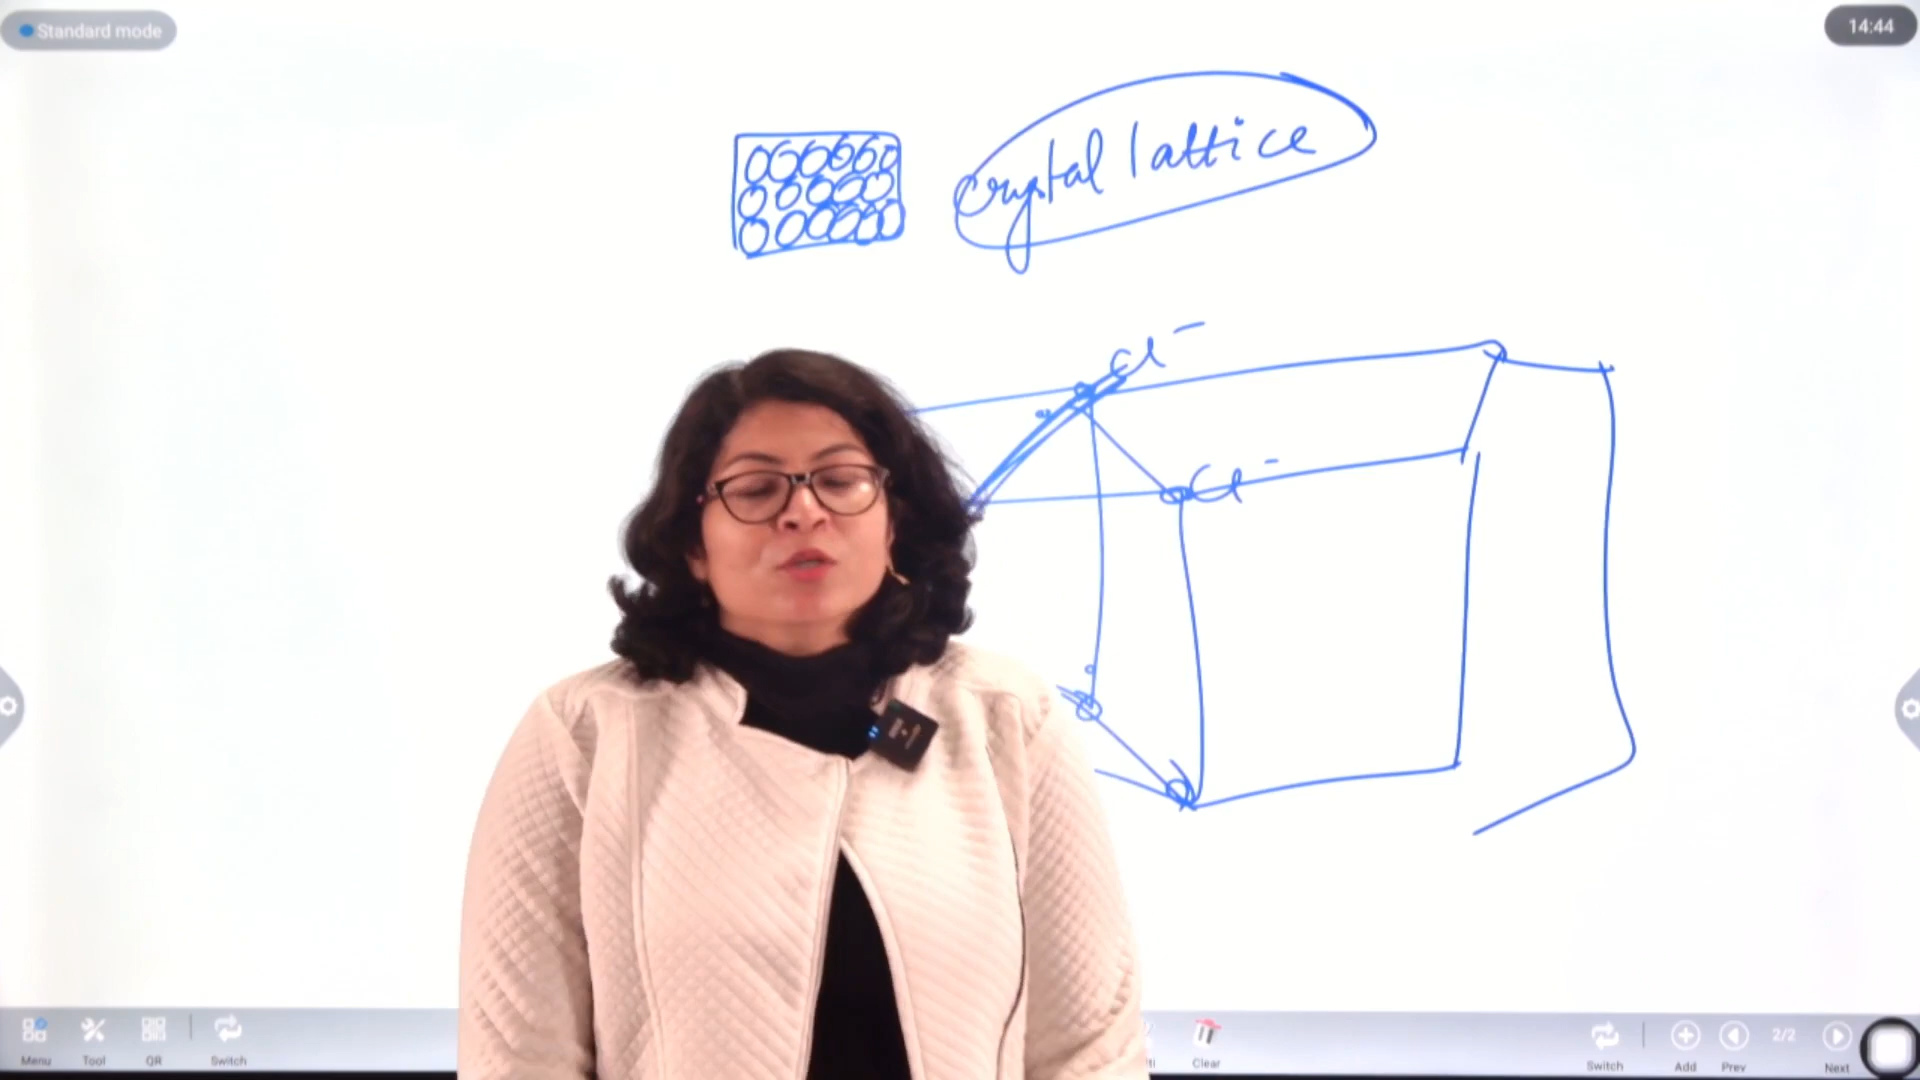 Standard mode
14:44
crystal lattice
Cl⁻
Cl⁻
Menu
Tool
QR
Switch
Clear
Switch
Add
Prev
2/2
Next